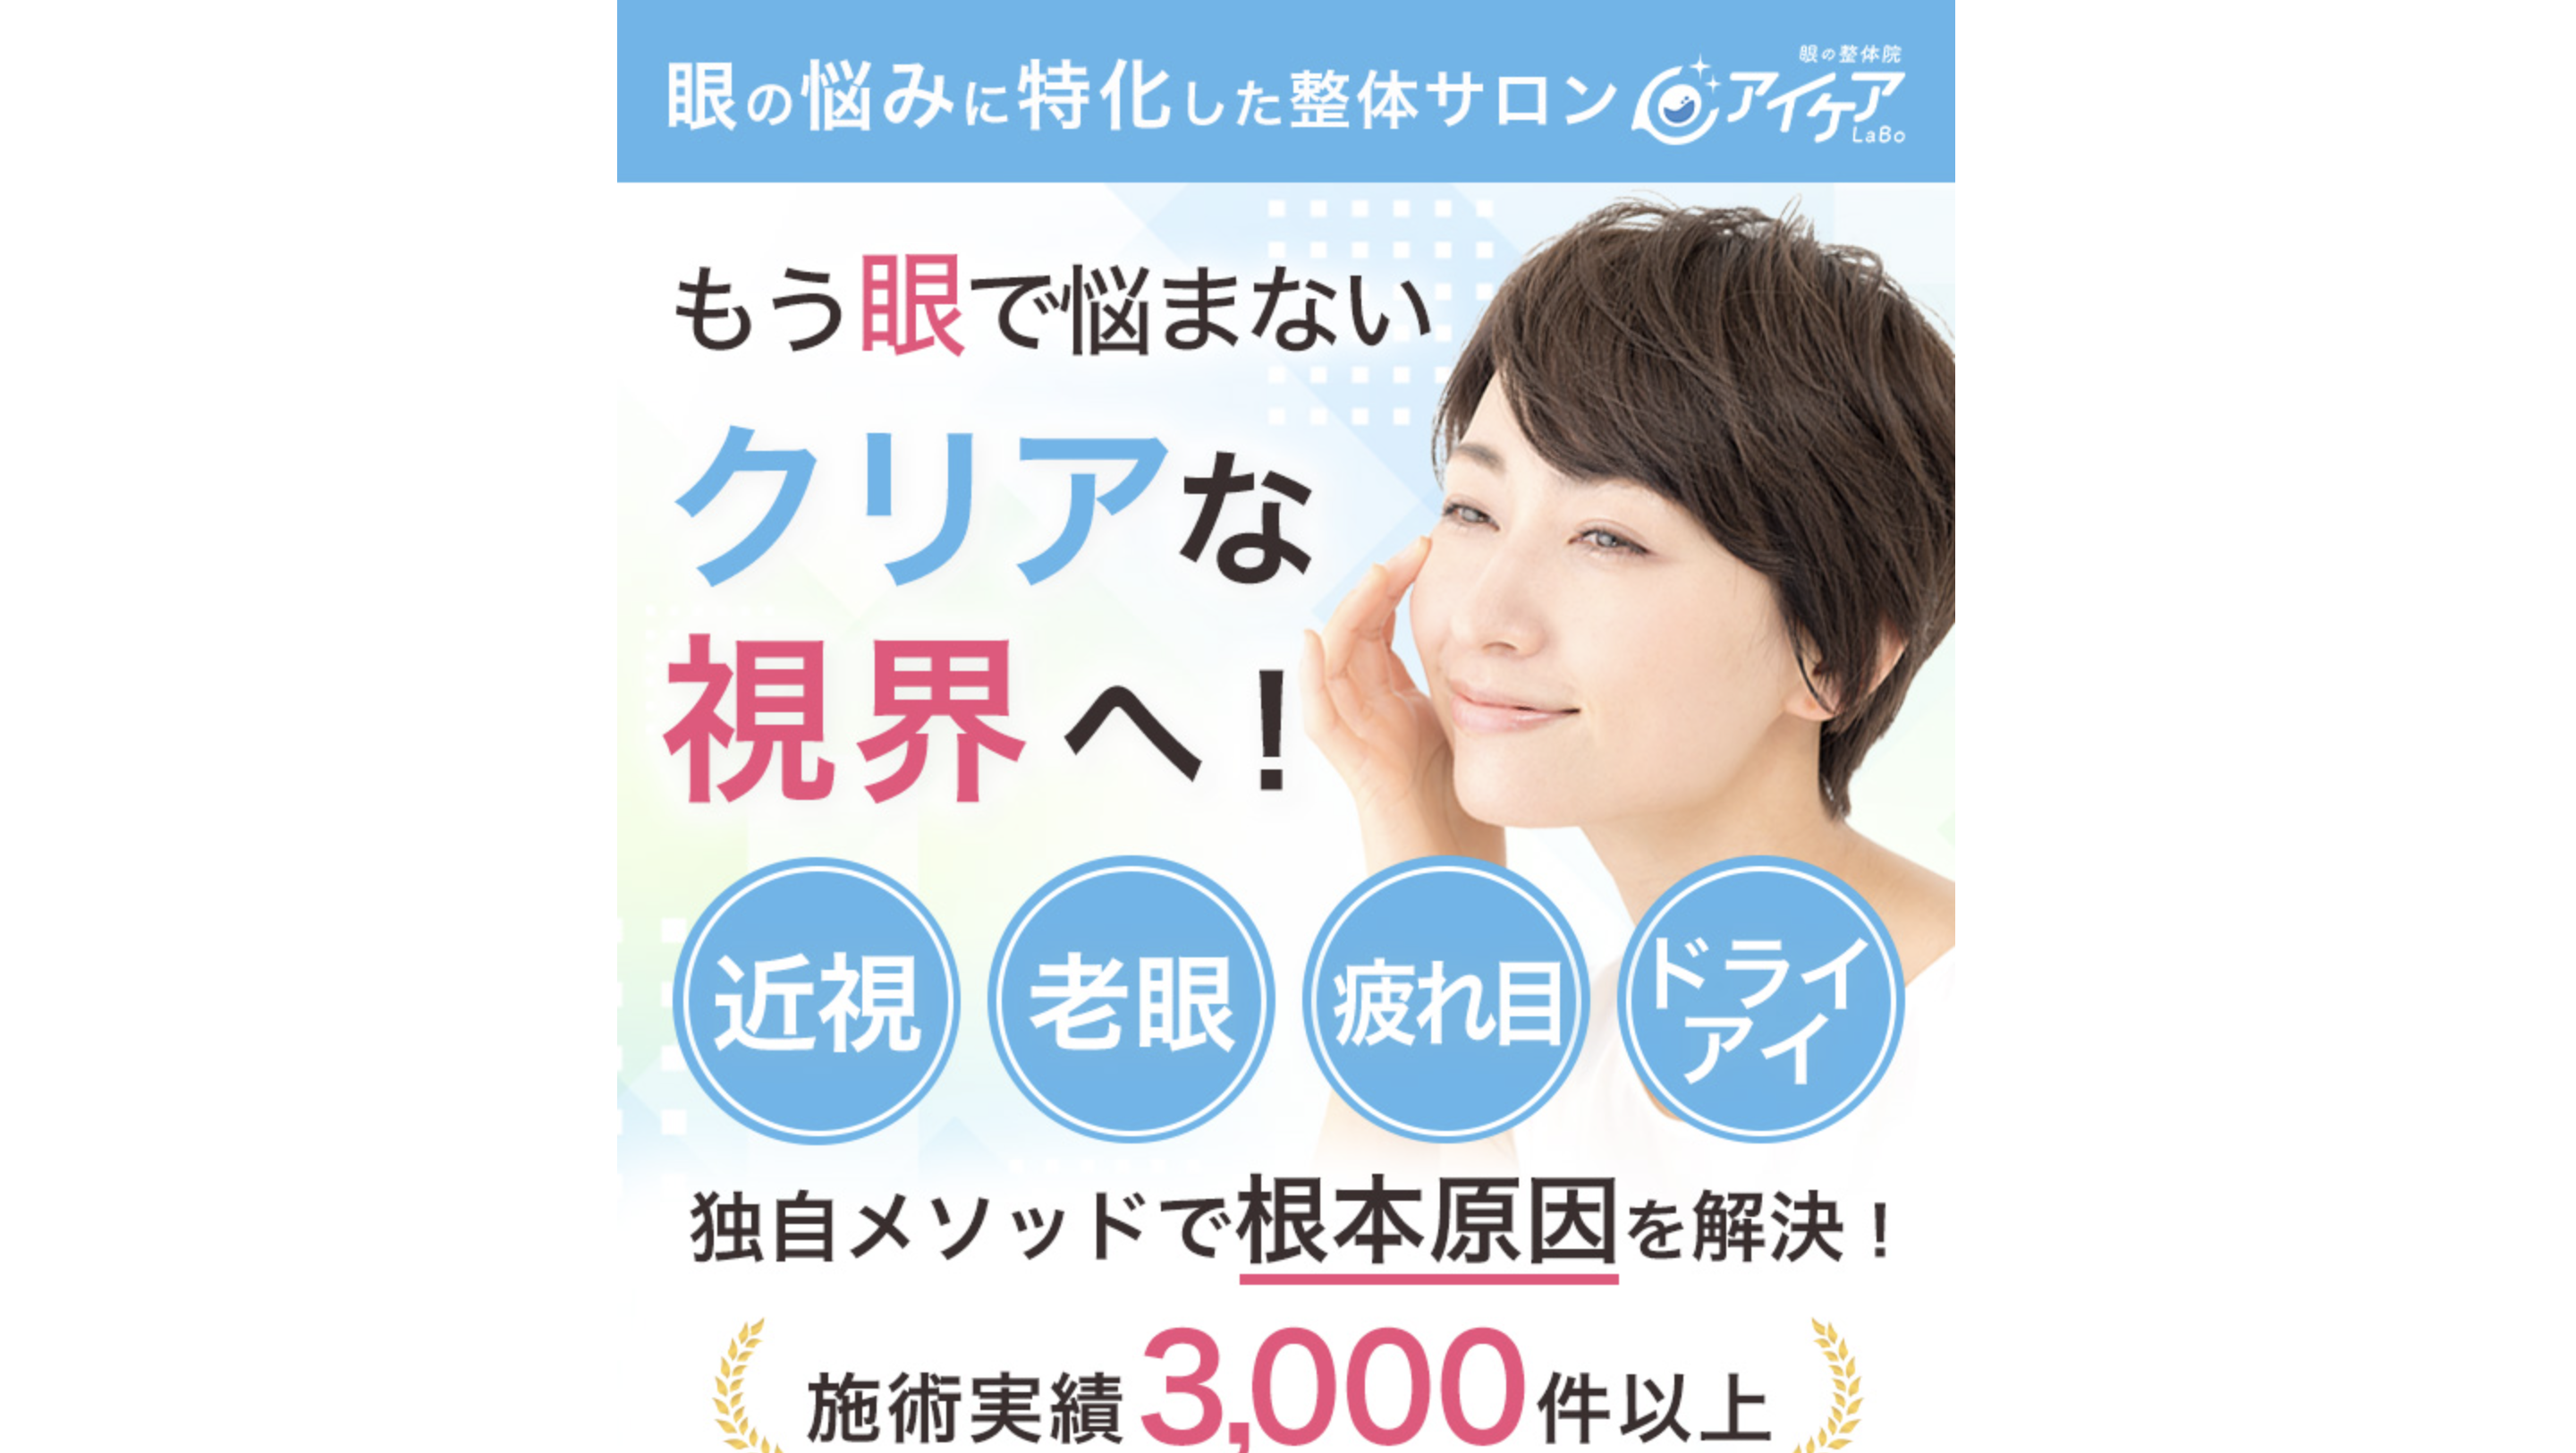 眼の悩みに特化した整体サロン
眼の整体院
アイケア
LaBo
もう眼で悩まない
クリアな
視界へ！
近視
老眼
疲れ目
ドライ
アイ
独自メソッドで根本原因を解決！
施術実績3,000件以上